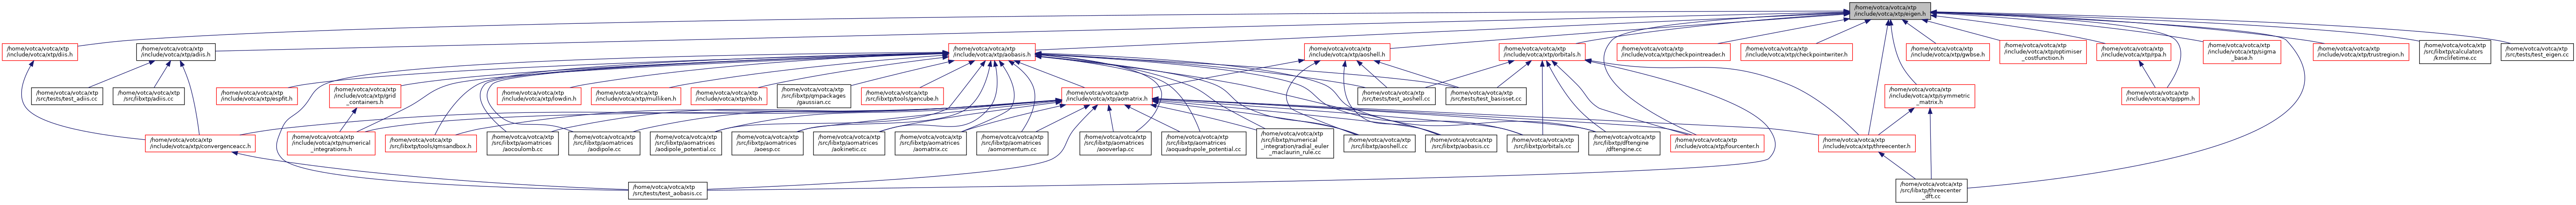 /home/votca/votca/xtp
/include/votca/xtp/eigen.h
/home/votca/votca/xtp
/include/votca/xtp/diis.h
/home/votca/votca/xtp
/include/votca/xtp/adiis.h
/home/votca/votca/xtp
/include/votca/xtp/aobasis.h
/home/votca/votca/xtp
/include/votca/xtp/aoshell.h
/home/votca/votca/xtp
/include/votca/xtp/orbitals.h
/home/votca/votca/xtp
/include/votca/xtp/checkpointreader.h
/home/votca/votca/xtp
/include/votca/xtp/checkpointwriter.h
/home/votca/votca/xtp
/include/votca/xtp/gwbse.h
/home/votca/votca/xtp
/include/votca/xtp/optimiser
_costfunction.h
/home/votca/votca/xtp
/include/votca/xtp/rpa.h
/home/votca/votca/xtp
/include/votca/xtp/sigma
_base.h
/home/votca/votca/xtp
/include/votca/xtp/trustregion.h
/home/votca/votca/xtp
/src/libxtp/calculators
/kmclifetime.cc
/home/votca/votca/xtp
/src/tests/test_eigen.cc
/home/votca/votca/xtp
/src/tests/test_adiis.cc
/home/votca/votca/xtp
/src/libxtp/adiis.cc
/home/votca/votca/xtp
/include/votca/xtp/espfit.h
/home/votca/votca/xtp
/include/votca/xtp/grid
_containers.h
/home/votca/votca/xtp
/include/votca/xtp/lowdin.h
/home/votca/votca/xtp
/include/votca/xtp/mulliken.h
/home/votca/votca/xtp
/include/votca/xtp/nbo.h
/home/votca/votca/xtp
/src/libxtp/qmpackages
/gaussian.cc
/home/votca/votca/xtp
/src/libxtp/tools/gencube.h
/home/votca/votca/xtp
/include/votca/xtp/aomatrix.h
/home/votca/votca/xtp
/src/tests/test_aoshell.cc
/home/votca/votca/xtp
/src/tests/test_basisset.cc
/home/votca/votca/xtp
/include/votca/xtp/symmetric
_matrix.h
/home/votca/votca/xtp
/include/votca/xtp/ppm.h
/home/votca/votca/xtp
/include/votca/xtp/convergenceacc.h
/home/votca/votca/xtp
/include/votca/xtp/numerical
_integrations.h
/home/votca/votca/xtp
/src/libxtp/tools/qmsandbox.h
/home/votca/votca/xtp
/src/libxtp/aomatrices
/aocoulomb.cc
/home/votca/votca/xtp
/src/libxtp/aomatrices
/aodipole.cc
/home/votca/votca/xtp
/src/libxtp/aomatrices
/aodipole_potential.cc
/home/votca/votca/xtp
/src/libxtp/aomatrices
/aoesp.cc
/home/votca/votca/xtp
/src/libxtp/aomatrices
/aokinetic.cc
/home/votca/votca/xtp
/src/libxtp/aomatrices
/aomatrix.cc
/home/votca/votca/xtp
/src/libxtp/aomatrices
/aomomentum.cc
/home/votca/votca/xtp
/src/libxtp/aomatrices
/aooverlap.cc
/home/votca/votca/xtp
/src/libxtp/aomatrices
/aoquadrupole_potential.cc
/home/votca/votca/xtp
/src/libxtp/numerical
_integration/radial_euler
_maclaurin_rule.cc
/home/votca/votca/xtp
/src/libxtp/aoshell.cc
/home/votca/votca/xtp
/src/libxtp/aobasis.cc
/home/votca/votca/xtp
/src/libxtp/orbitals.cc
/home/votca/votca/xtp
/src/libxtp/dftengine
/dftengine.cc
/home/votca/votca/xtp
/include/votca/xtp/fourcenter.h
/home/votca/votca/xtp
/include/votca/xtp/threecenter.h
/home/votca/votca/xtp
/src/tests/test_aobasis.cc
/home/votca/votca/xtp
/src/libxtp/threecenter
_dft.cc